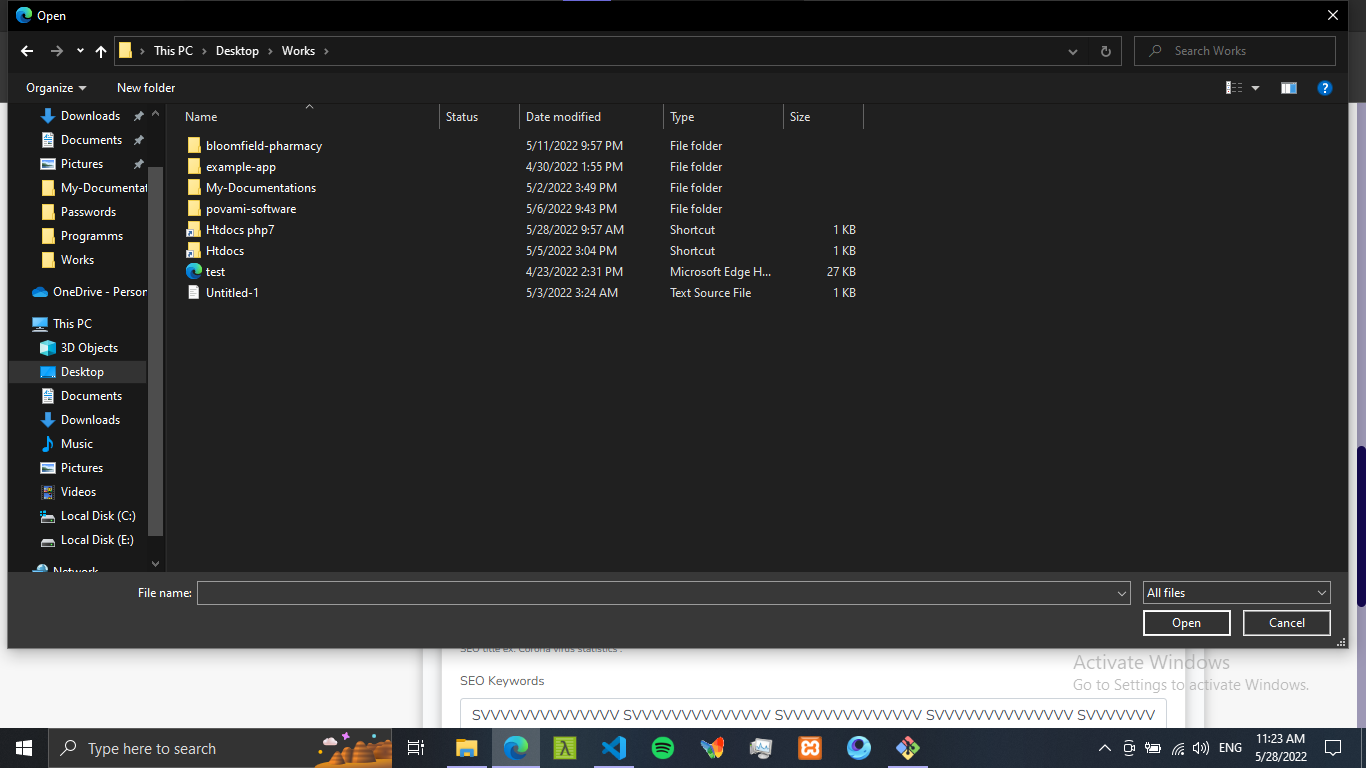 Open
This PC
Desktop
Works
Search Works
Organize
New folder
Name
Status
Date modified
Type
Size
Downloads
Documents
Pictures
My-Documentat
Passwords
Programms
Works
OneDrive - Person
This PC
3D Objects
Desktop
Documents
Downloads
Music
Pictures
Videos
Local Disk (C:)
Local Disk (E:)
Network
bloomfield-pharmacy 5/11/2022 9:57 PM File folder
example-app 4/30/2022 1:55 PM File folder
My-Documentations 5/2/2022 3:49 PM File folder
povami-software 5/6/2022 9:43 PM File folder
Htdocs php7 5/28/2022 9:57 AM Shortcut 1 KB
Htdocs 5/5/2022 3:04 PM Shortcut 1 KB
test 4/23/2022 2:31 PM Microsoft Edge H... 27 KB
Untitled-1 5/3/2022 3:24 AM Text Source File 1 KB
File name:
All files
Open
Cancel
SEO title ex: Corona virus statistics .
SEO Keywords
SVVVVVVVVVVVVVV SVVVVVVVVVVVVVV SVVVVVVVVVVVVVV SVVVVVVVVVVVVVV SVVVVVVV
Activate Windows
Go to Settings to activate Windows.
Type here to search
ENG
11:23 AM
5/28/2022